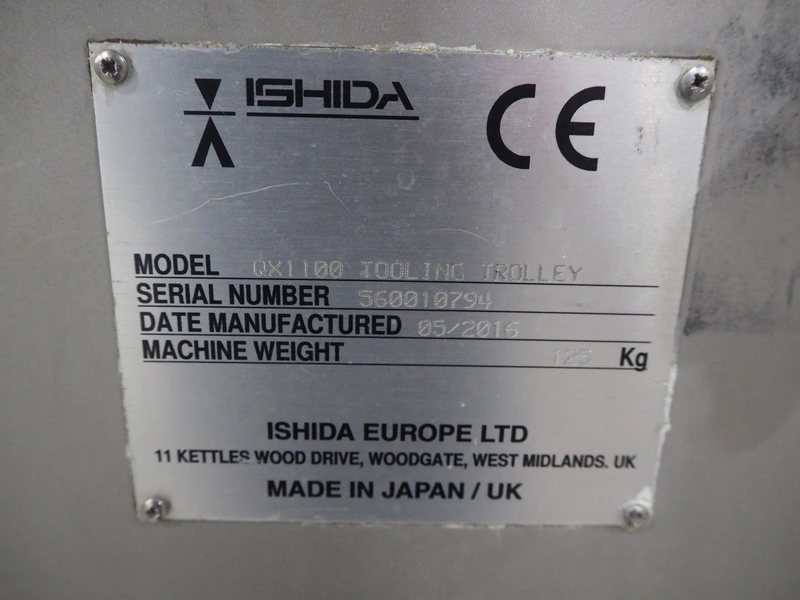 ISHIDA
CE
MODEL QX1100 TOOLING TROLLEY
SERIAL NUMBER 560010794
DATE MANUFACTURED 05/2016
MACHINE WEIGHT 125 Kg
ISHIDA EUROPE LTD
11 KETTLES WOOD DRIVE, WOODGATE, WEST MIDLANDS. UK
MADE IN JAPAN / UK